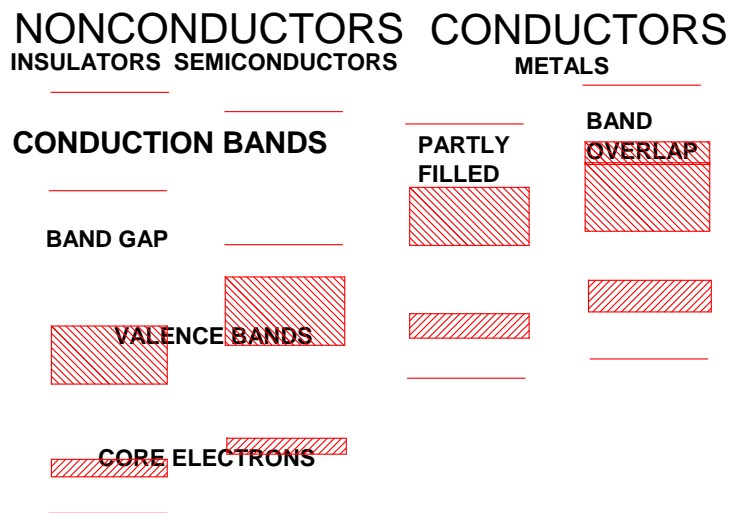 NONCONDUCTORS CONDUCTORS
INSULATORS SEMICONDUCTORS
METALS
CONDUCTION BANDS
PARTLY
FILLED
BAND
OVERLAP
BAND GAP
VALENCE BANDS
CORE ELECTRONS